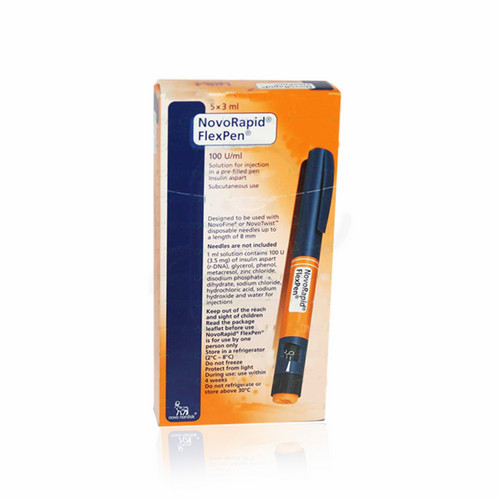 5 x 3 ml
NovoRapid®
FlexPen®
100 U/ml
Solution for injection
in a pre-filled pen
Insulin aspart
Subcutaneous use
Designed to be used with
NovoFine® or NovoTwist™
disposable needles up to
a length of 8 mm
Needles are not included
1 ml solution contains 100 U
(3.5 mg) of insulin aspart
(r-DNA), glycerol, phenol,
metacresol, zinc chloride,
disodium phosphate
dihydrate, sodium chloride,
hydrochloric acid, sodium
hydroxide and water for
injections
Keep out of the reach
and sight of children
Read the package
leaflet before use
NovoRapid® FlexPen®
is for use by one
person only
Store in a refrigerator
(2°C – 8°C)
Do not freeze
Protect from light
During use: use within
4 weeks
Do not refrigerate or
store above 30°C
novo nordisk
NovoRapid®
FlexPen®